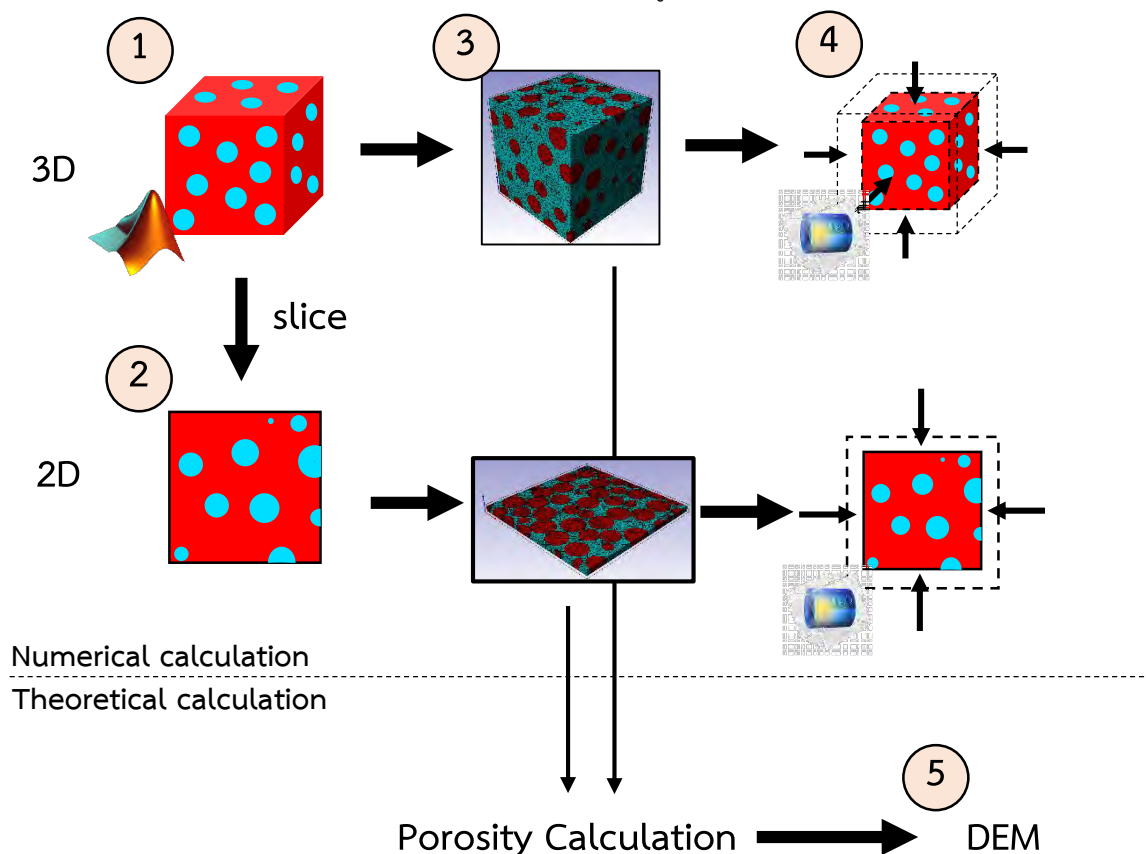 1
3
4
3D
slice
2
2D
Numerical calculation
Theoretical calculation
5
Porosity Calculation
DEM